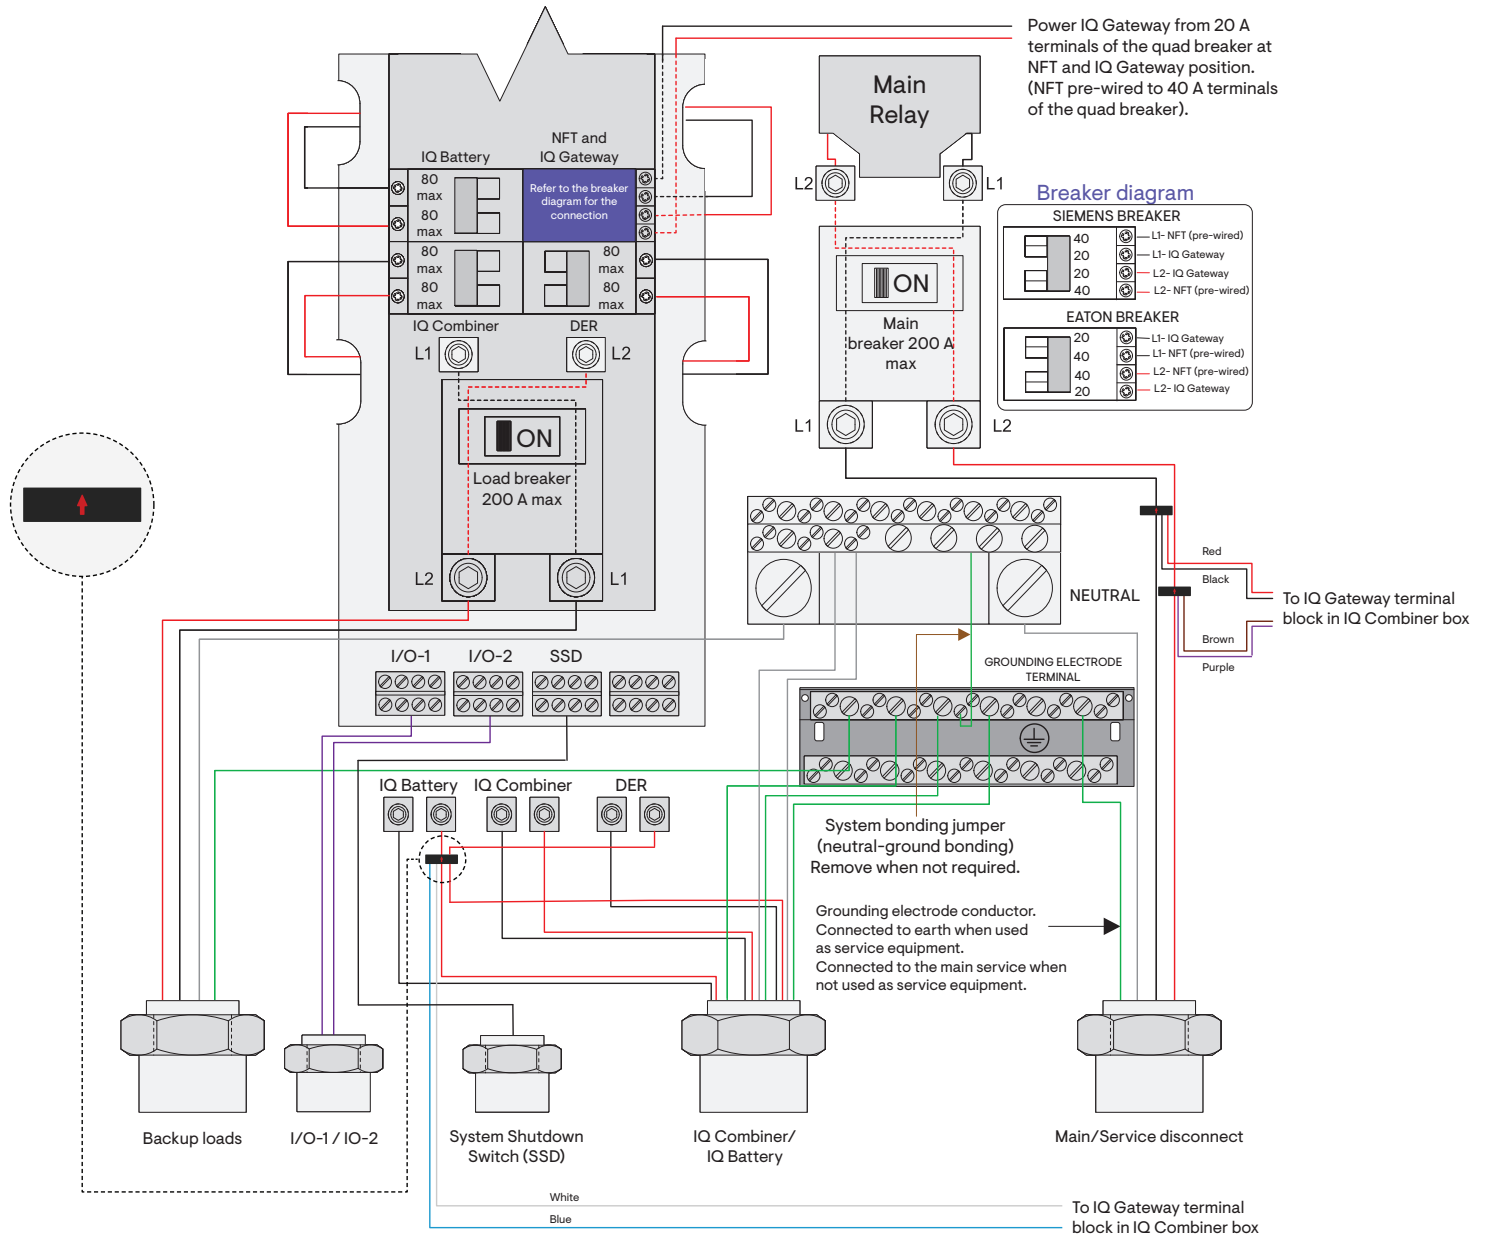 Power IQ Gateway from 20 A
terminals of the quad breaker at
NFT and IQ Gateway position.
(NFT pre-wired to 40 A terminals
of the quad breaker).
Main
Relay
L2
L1
NFT and
IQ Gateway
IQ Battery
80
max
80
max
Refer to the breaker
diagram for the
connection
80
max
80
max
80
max
80
max
IQ Combiner
DER
L1
L2
ON
Load breaker
200 A max
L2
L1
ON
Main
breaker 200 A
max
L1
L2
Breaker diagram
SIEMENS BREAKER
40
L1- NFT (pre-wired)
20
L1- IQ Gateway
20
L2- IQ Gateway
40
L2- NFT (pre-wired)
EATON BREAKER
20
L1- IQ Gateway
40
L1- NFT (pre-wired)
40
L2- NFT (pre-wired)
20
L2- IQ Gateway
NEUTRAL
Red
Black
To IQ Gateway terminal
block in IQ Combiner box
Brown
Purple
I/O-1
I/O-2
SSD
GROUNDING ELECTRODE
TERMINAL
IQ Battery
IQ Combiner
DER
System bonding jumper
(neutral-ground bonding)
Remove when not required.
Grounding electrode conductor.
Connected to earth when used
as service equipment.
Connected to the main service when
not used as service equipment.
Backup loads
I/O-1 / IO-2
System Shutdown
Switch (SSD)
IQ Combiner/
IQ Battery
Main/Service disconnect
White
Blue
To IQ Gateway terminal
block in IQ Combiner box